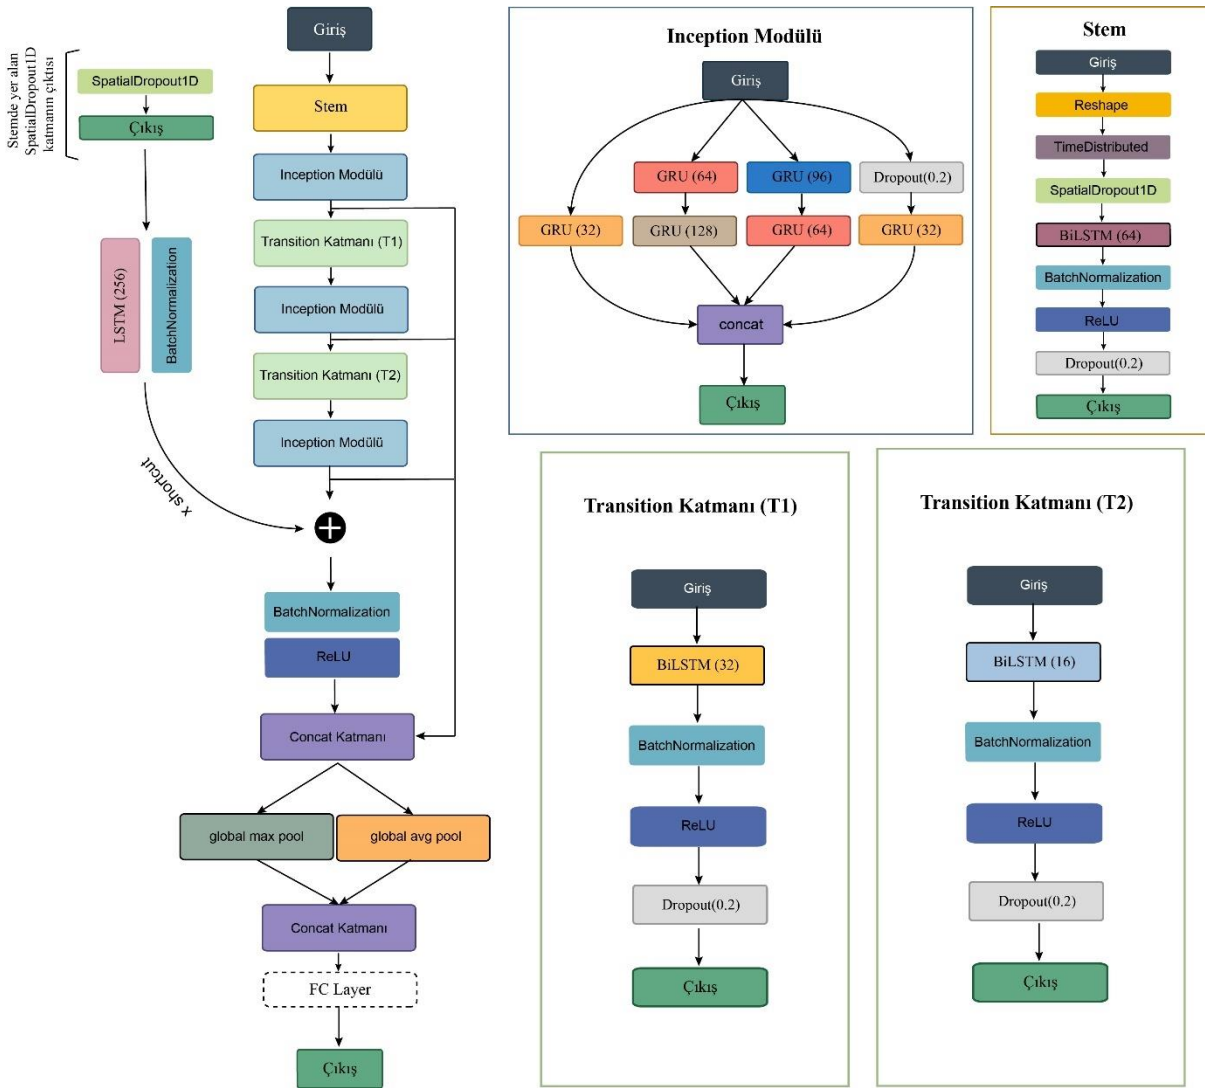 Stemde yer alan
SpatialDropout1D
katmanın çıktısı
SpatialDropout1D
Çıkış
LSTM (256)
BatchNormalization
x shortcut
Giriş
Stem
Inception Modülü
Transition Katmanı (T1)
Inception Modülü
Transition Katmanı (T2)
Inception Modülü
BatchNormalization
ReLU
Concat Katmanı
global max pool
global avg pool
Concat Katmanı
FC Layer
Çıkış
Inception Modülü
Giriş
GRU (64)
GRU (96)
Dropout(0.2)
GRU (32)
GRU (128)
GRU (64)
GRU (32)
concat
Çıkış
Stem
Giriş
Reshape
TimeDistributed
SpatialDropout1D
BiLSTM (64)
BatchNormalization
ReLU
Dropout(0.2)
Çıkış
Transition Katmanı (T1)
Giriş
BiLSTM (32)
BatchNormalization
ReLU
Dropout(0.2)
Çıkış
Transition Katmanı (T2)
Giriş
BiLSTM (16)
BatchNormalization
ReLU
Dropout(0.2)
Çıkış